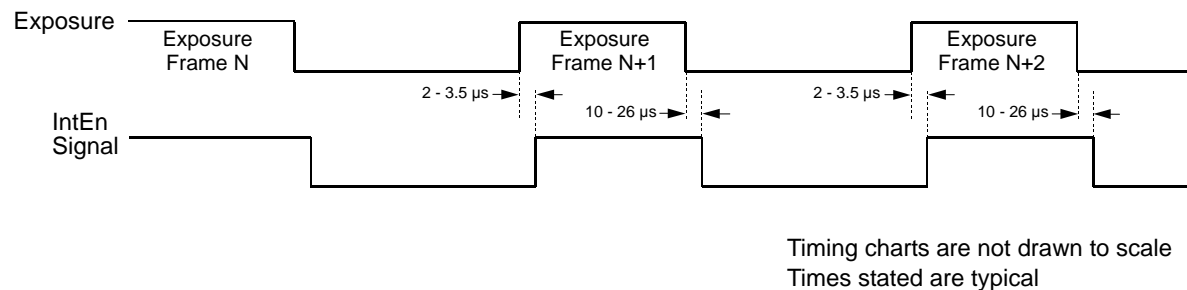 Exposure
Exposure
Frame N
Exposure
Frame N+1
Exposure
Frame N+2
2 - 3.5 µs
10 - 26 µs
2 - 3.5 µs
10 - 26 µs
IntEn
Signal
Timing charts are not drawn to scale
Times stated are typical